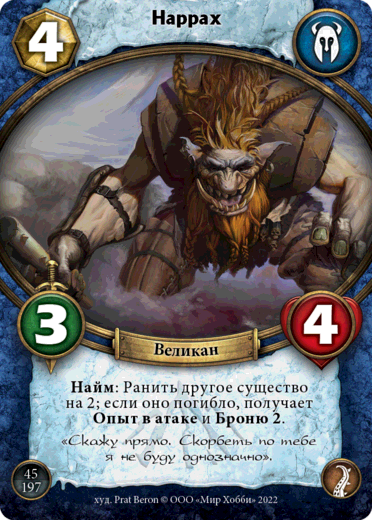 Наррах
4
3
4
Великан
Найм: Ранить другое существо
на 2; если оно погибло, получает
Опыт в атаке и Броню 2.
«Скажу прямо. Скорбеть по тебе
я не буду однозначно».
45
197
худ. Prat Beron © ООО «Мир Хобби» 2022